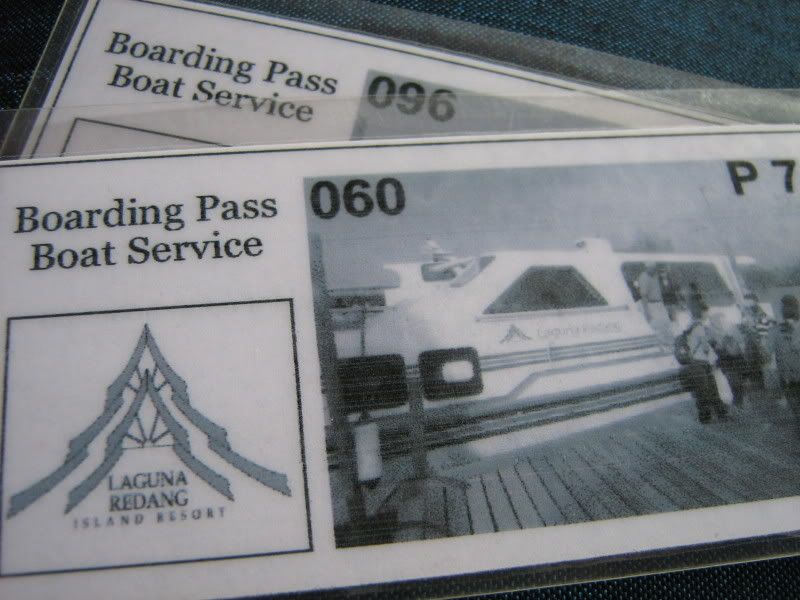 Boarding Pass
Boat Service
096
Boarding Pass
Boat Service
060
P 7
Laguna Redang
LAGUNA
REDANG
ISLAND RESORT